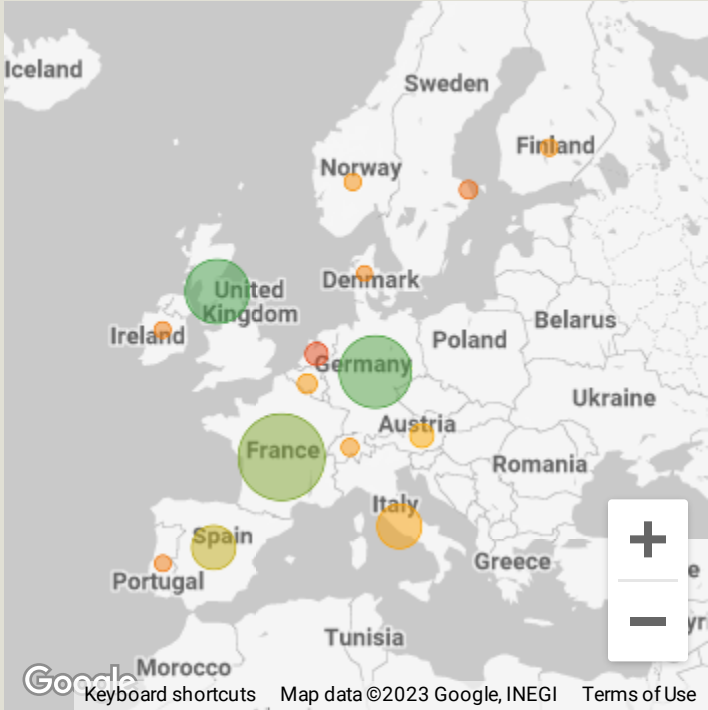 Iceland
Sweden
Finland
Norway
Denmark
United
Kingdom
Ireland
Belarus
Poland
Germany
Ukraine
Austria
France
Romania
Italy
Spain
Greece
Portugal
Tunisia
Morocco
Google
Keyboard shortcuts Map data ©2023 Google, INEGI Terms of Use